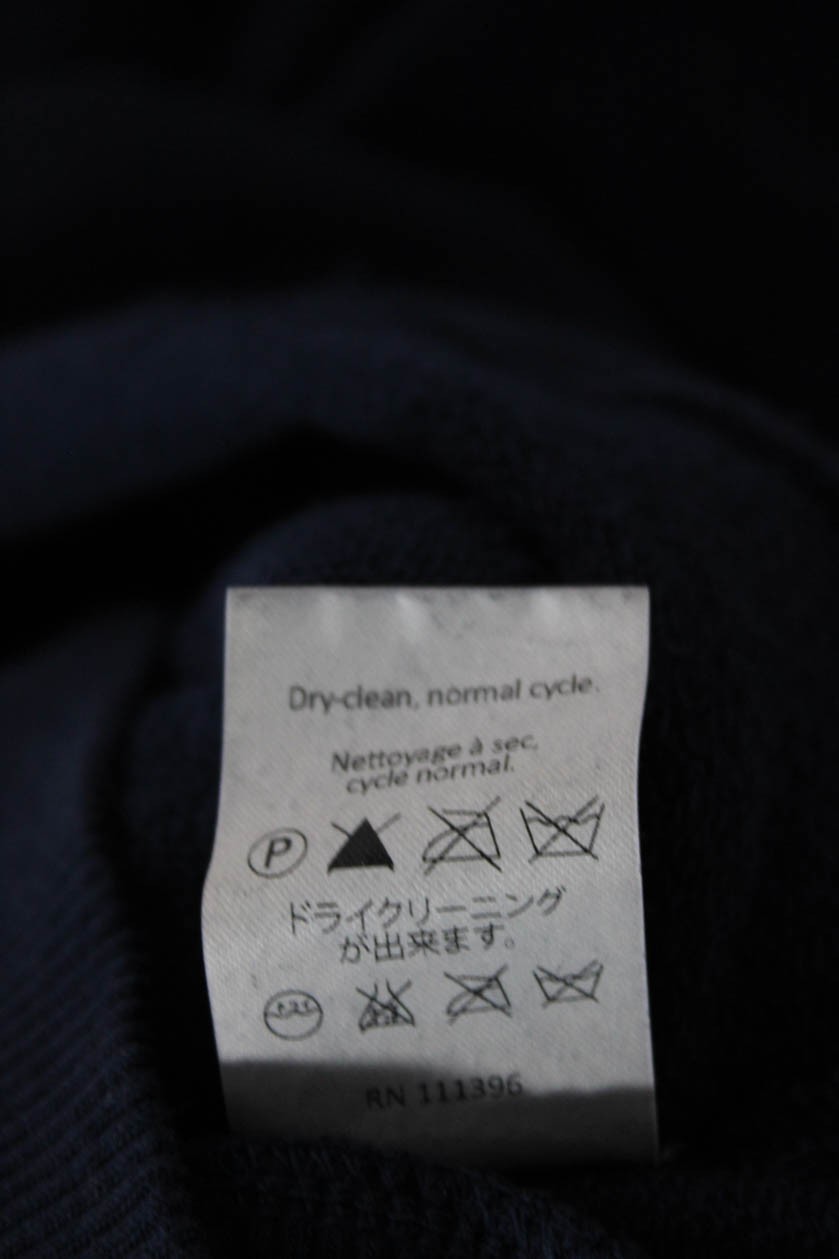 Dry-clean, normal cycle.
Nettoyage à sec,
cycle normal.
P
ドライクリーニング
が出来ます。
RN 111396